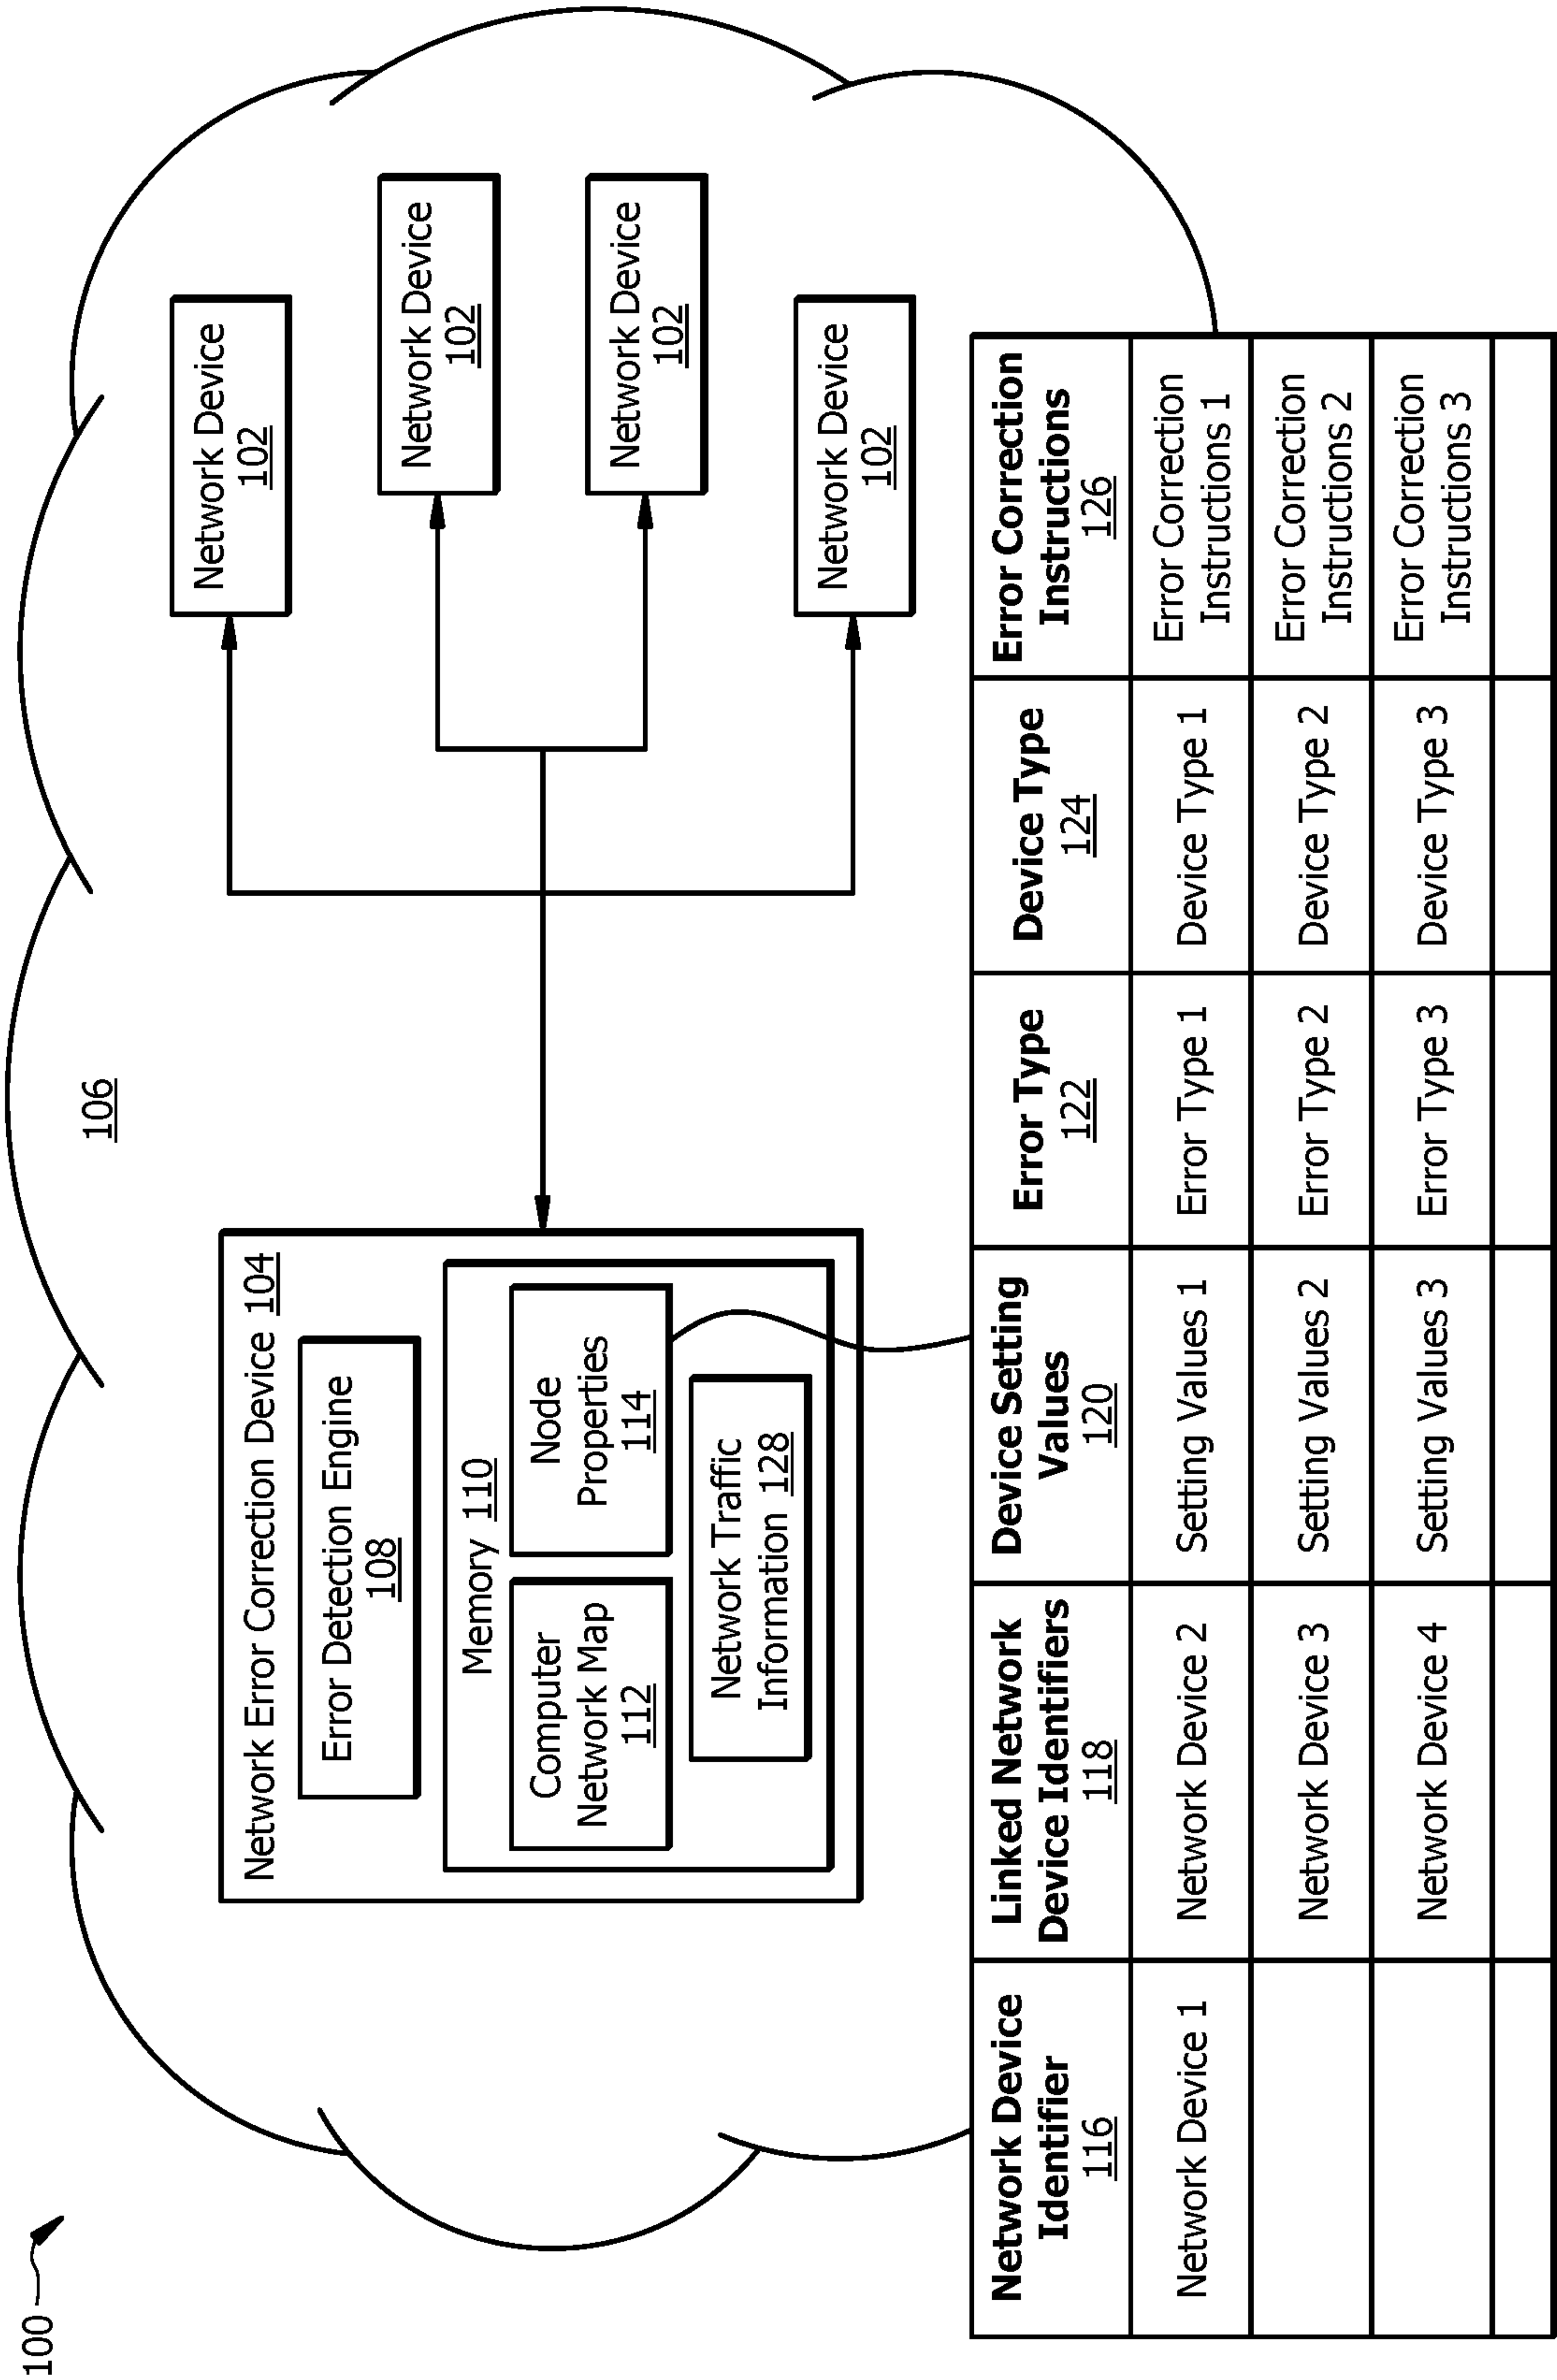 100
106
Network Error Correction Device 104
Error Detection Engine
108
Memory 110
Computer
Network Map
112
Node
Properties
114
Network Traffic
Information 128
Network Device
102
Network Device
102
Network Device
102
Network Device
102
Network Device
Identifier
116
Linked Network
Device Identifiers
118
Device Setting
Values
120
Error Type
122
Device Type
124
Error Correction
Instructions
126
Network Device 1
Network Device 2
Setting Values 1
Error Type 1
Device Type 1
Error Correction
Instructions 1
Network Device 3
Setting Values 2
Error Type 2
Device Type 2
Error Correction
Instructions 2
Network Device 4
Setting Values 3
Error Type 3
Device Type 3
Error Correction
Instructions 3